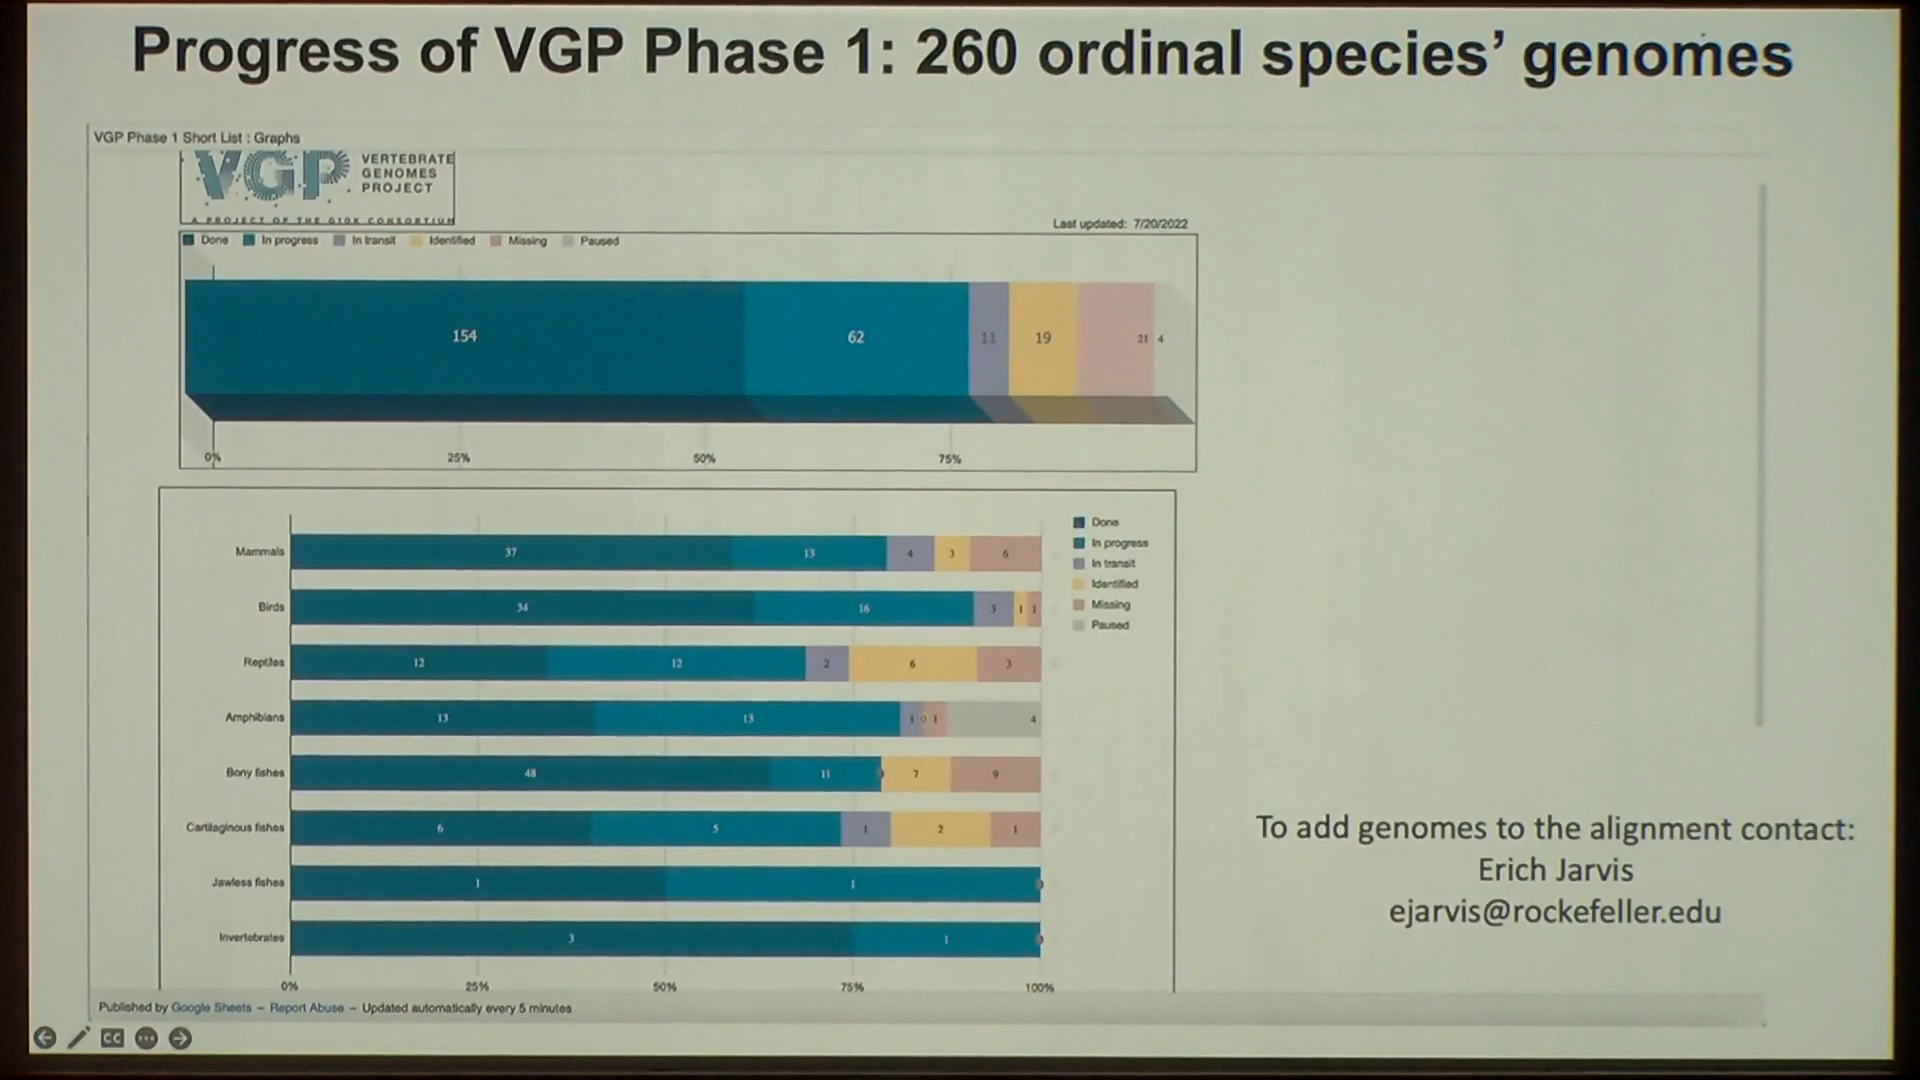 Progress of VGP Phase 1: 260 ordinal species’ genomes
VGP Phase 1 Short List : Graphs
VGP VERTEBRATE
GENOMES
PROJECT
A PROJECT OF THE G10K CONSORTIUM
Last updated: 7/20/2022
Done In progress In transit Identified Missing Paused
154 62 11 19 21 4
0% 25% 50% 75%
Done
In progress
In transit
Identified
Missing
Paused
Mammals 37 13 4 3 6
Birds 34 16 3 1 1
Reptiles 12 12 2 6 3
Amphibians 13 13 1 0 1 4
Bony fishes 48 11 7 9
Cartilaginous fishes 6 5 1 2 1
Jawless fishes 1 1
Invertebrates 3 1
0% 25% 50% 75% 100%
To add genomes to the alignment contact:
Erich Jarvis
ejarvis@rockefeller.edu
Published by Google Sheets – Report Abuse – Updated automatically every 5 minutes
CC